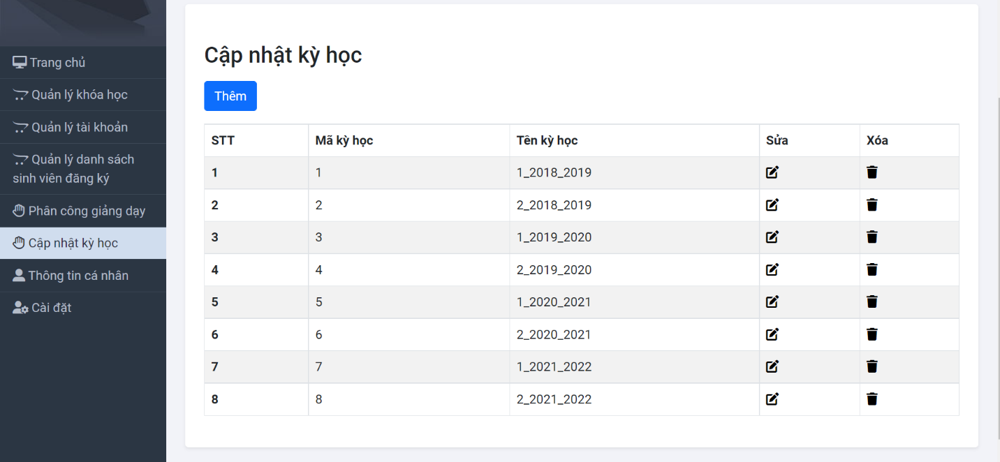 Trang chủ
Quản lý khóa học
Quản lý tài khoản
Quản lý danh sách
sinh viên đăng ký
Phân công giảng dạy
Cập nhật kỳ học
Thông tin cá nhân
Cài đặt
Cập nhật kỳ học
Thêm
STT Mã kỳ học Tên kỳ học Sửa Xóa
1 1 1_2018_2019
2 2 2_2018_2019
3 3 1_2019_2020
4 4 2_2019_2020
5 5 1_2020_2021
6 6 2_2020_2021
7 7 1_2021_2022
8 8 2_2021_2022